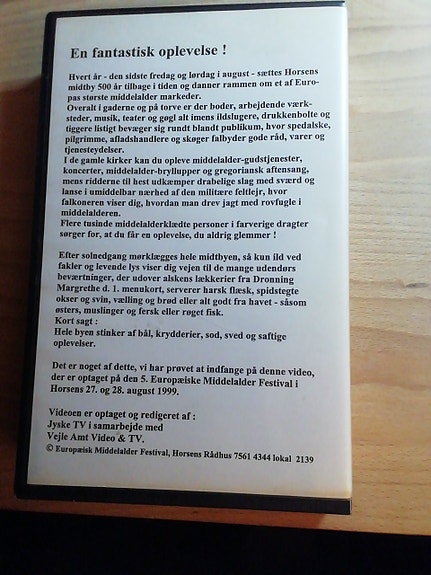 En fantastisk oplevelse !
Hvert år - den sidste fredag og lørdag i august - sættes Horsens
midtby 500 år tilbage i tiden og danner rammen om et af Euro-
pas største middelalder markeder.
Overalt i gaderne og på torve er der boder, arbejdende værk-
steder, musik, teater og gøgl alt imens ildslugere, drukkenbolte og
tiggere listigt bevæger sig rundt blandt publikum, hvor spedalske,
pilgrimme, afladshandlere og skøger falbyder gode råd, varer og
tjenesteydelser.
I de gamle kirker kan du opleve middelalder-gudstjenester,
koncerter, middelalder-bryllupper og gregoriansk aftensang,
mens ridderne til hest udkæmper drabelige slag med sværd og
lanse i umiddelbar nærhed af den militære feltlejr, hvor
falkoneren viser dig, hvordan man drev jagt med rovfugle i
middelalderen.
Flere tusinde middelalderklædte personer i farverige dragter
sørger for, at du får en oplevelse, du aldrig glemmer !
Efter solnedgang mørklægges hele midtbyen, så kun ild ved
fakler og levende lys viser dig vejen til de mange udendørs
beværtninger, der udover alskens lækkerier fra Dronning
Margrethe d. 1. menukort, serverer harsk flæsk, spidstegte
okser og svin, vælling og brød eller alt godt fra havet - såsom
østers, muslinger og fersk eller røget fisk.
Kort sagt :
Hele byen stinker af bål, krydderier, sod, sved og saftige
oplevelser.
Det er noget af dette, vi har prøvet at indfange på denne video,
der er optaget på den 5. Europæiske Middelalder Festival i
Horsens 27. og 28. august 1999.
Videoen er optaget og redigeret af :
Jyske TV i samarbejde med
Vejle Amt Video & TV.
© Europæisk Middelalder Festival, Horsens Rådhus 7561 4344 lokal 2139